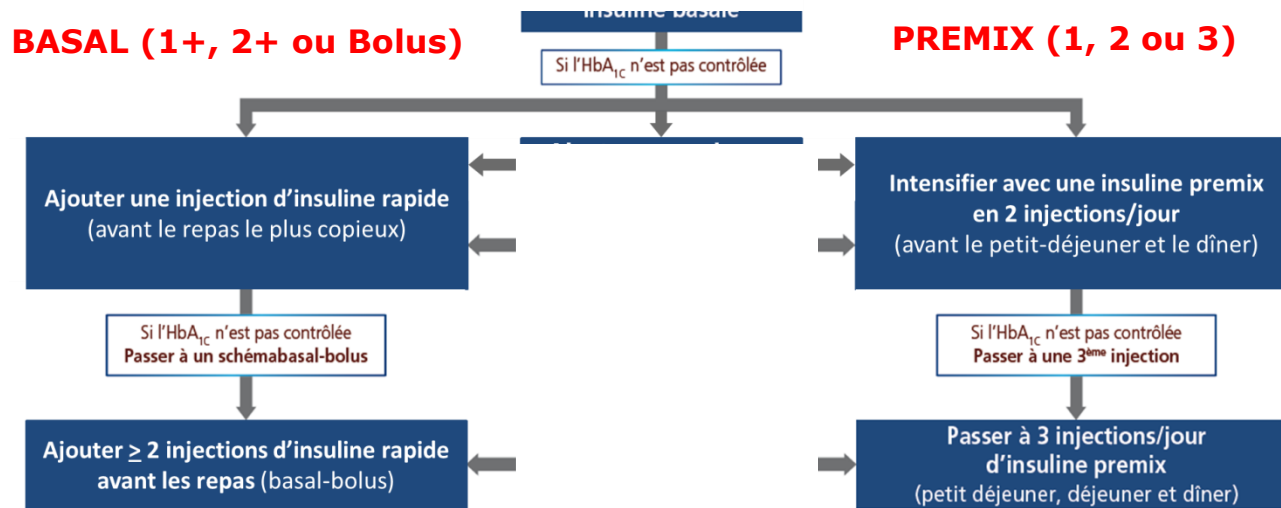 insuline basale
BASAL (1+, 2+ ou Bolus)
PREMIX (1, 2 ou 3)
Si l'HbA1C n'est pas contrôlée
Ajouter une injection d'insuline rapide
(avant le repas le plus copieux)
Intensifier avec une insuline premix
en 2 injections/jour
(avant le petit-déjeuner et le dîner)
Si l'HbA1C n'est pas contrôlée
Passer à un schémabasal-bolus
Si l'HbA1C n'est pas contrôlée
Passer à une 3ème injection
Ajouter ≥ 2 injections d'insuline rapide
avant les repas (basal-bolus)
Passer à 3 injections/jour
d'insuline premix
(petit déjeuner, déjeuner et dîner)